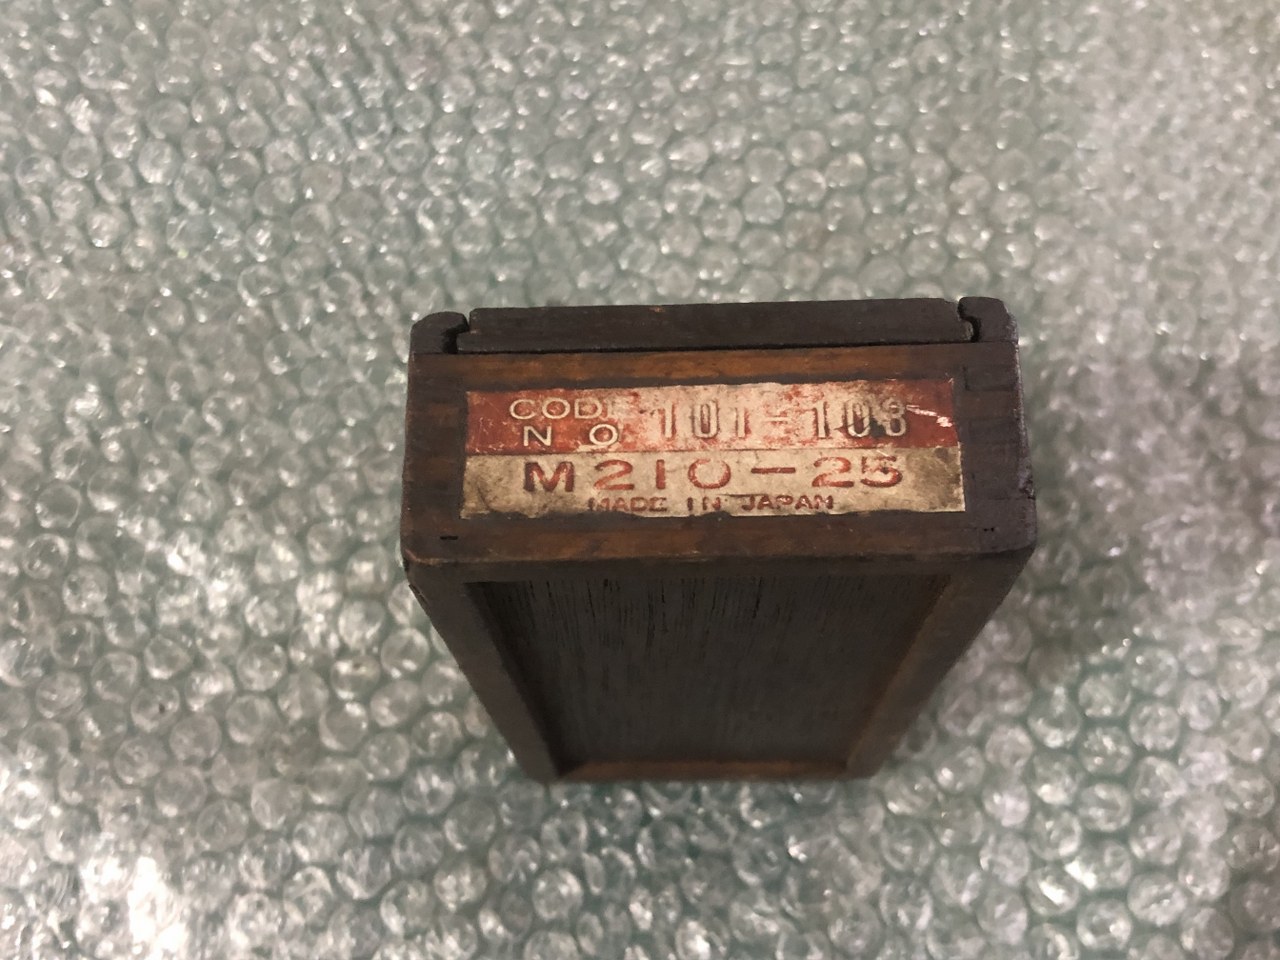 CODE NO 101-103
M210-25
MADE IN JAPAN